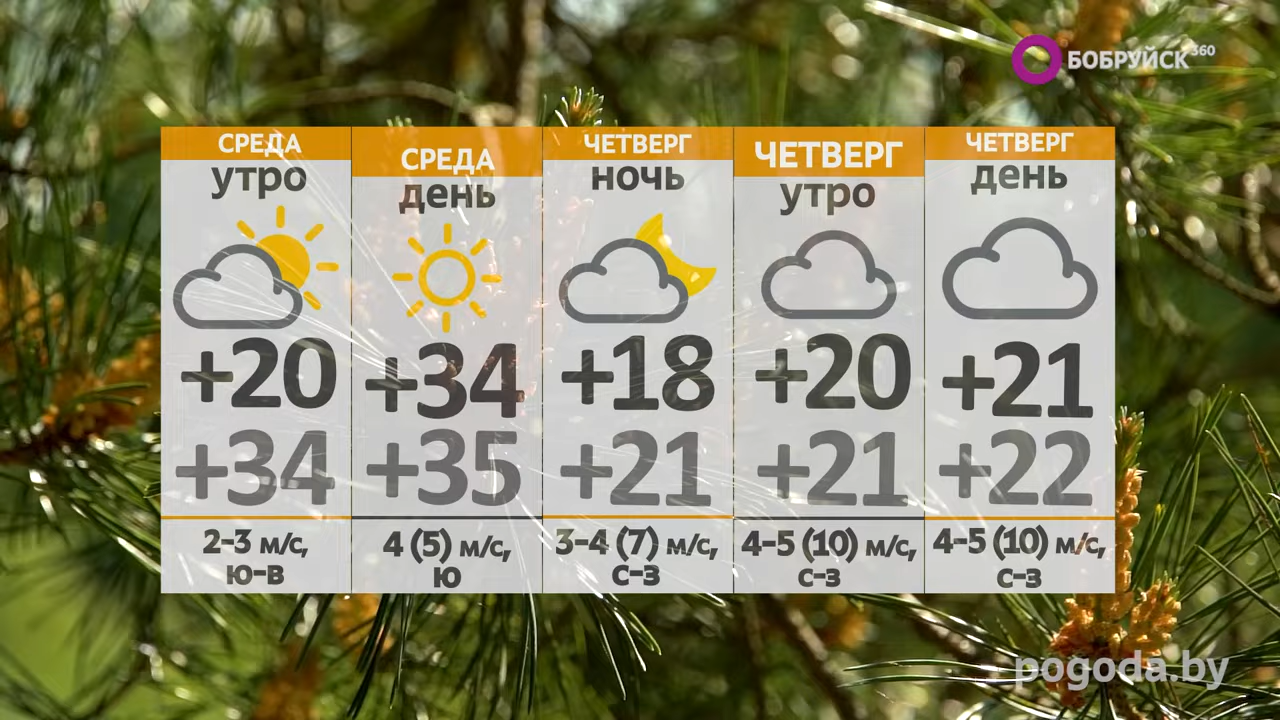 БОБРУЙСК 360
СРЕДА
утро
+20
+34
2-3 м/с,
ю-в
СРЕДА
день
+34
+35
4 (5) м/с,
ю
ЧЕТВЕРГ
ночь
+18
+21
3-4 (7) м/с,
с-з
ЧЕТВЕРГ
утро
+20
+21
4-5 (10) м/с,
с-з
ЧЕТВЕРГ
день
+21
+22
4-5 (10) м/с,
с-з
pogoda.by